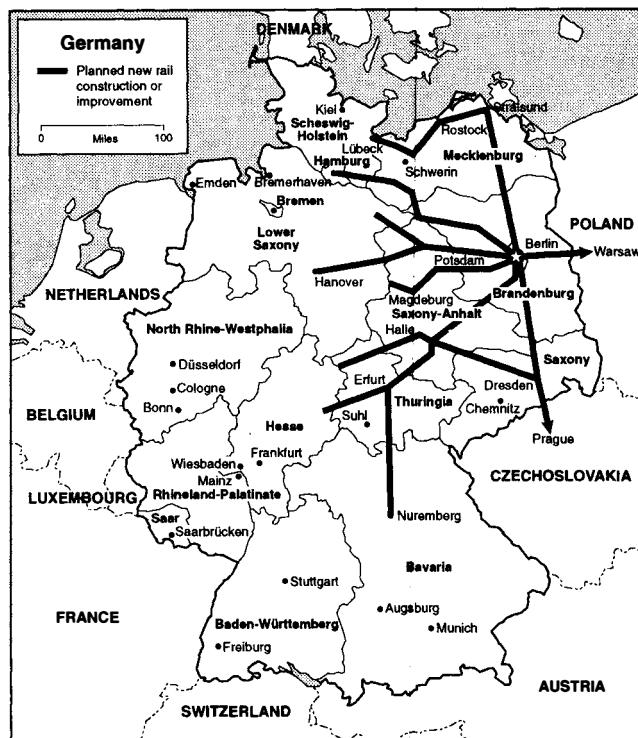 DENMARK
Germany
Planned new rail
construction or
improvement
0 Miles 100
Kiel
Scheswig-
Holstein
Stralsund
Rostock
Lübeck
Mecklenburg
Hamburg
Schwerin
Emden
Bremerhaven
Bremen
POLAND
Lower
Saxony
Berlin
Warsaw
Potsdam
NETHERLANDS
Hanover
Brandenburg
Magdeburg
Saxony-Anhalt
North Rhine-Westphalia
Halle
Saxony
Düsseldorf
Erfurt
Dresden
Cologne
Thuringia
Chemnitz
BELGIUM
Bonn
Suhl
Hesse
Prague
Wiesbaden
Frankfurt
Mainz
CZECHOSLOVAKIA
LUXEMBOURG
Rhineland-Palatinate
Saar
Nuremberg
Saarbrücken
Bavaria
Stuttgart
Augsburg
FRANCE
Baden-Württemberg
Munich
Freiburg
AUSTRIA
SWITZERLAND